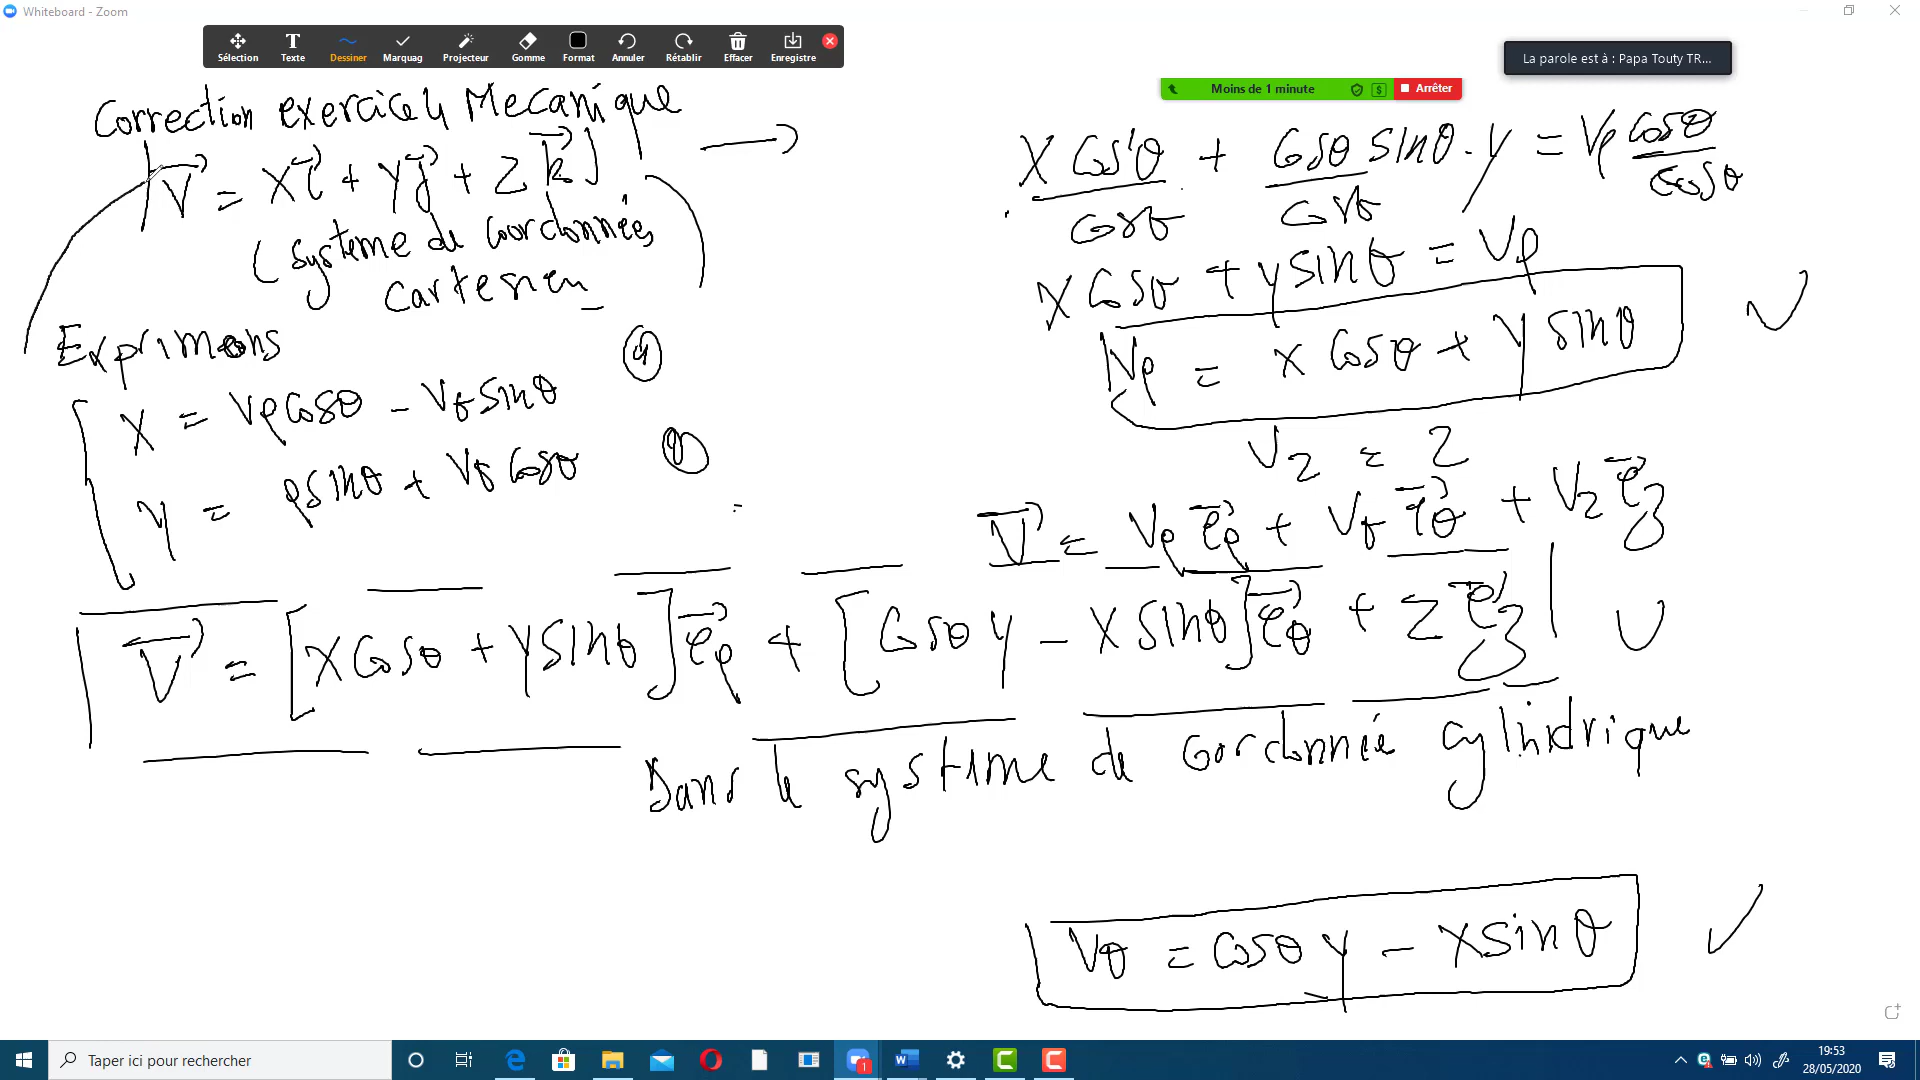 Whiteboard - Zoom
Sélection Texte Dessiner Marquag Projecteur Gomme Format Annuler Rétablir Effacer Enregistre
La parole est à : Papa Touty TR...
Moins de 1 minute Arrêter
Correction exercice 4 Mecanique
V⃗ = X i⃗ + Y j⃗ + Z k⃗
(système de coordonnées
cartesien
Exprimons
X = Vρ cosθ - Vθ sinθ
Y = ρ sinθ + Vθ cosθ
X cos²θ / cosθ + cosθ sinθ / cosθ . Y = Vρ cosθ / cosθ
X cosθ + Y sinθ = Vρ
Vρ = X cosθ + Y sinθ
Vz = Z
V⃗ = Vρ e⃗ρ + Vθ e⃗θ + Vz e⃗z
V⃗ = [X cosθ + Y sinθ] e⃗ρ + [cosθ Y - X sinθ] e⃗θ + Z e⃗z
Dans le système de coordonnée cylindrique
Vθ = cosθ Y - X sinθ
Taper ici pour rechercher
1
19:53
28/05/2020